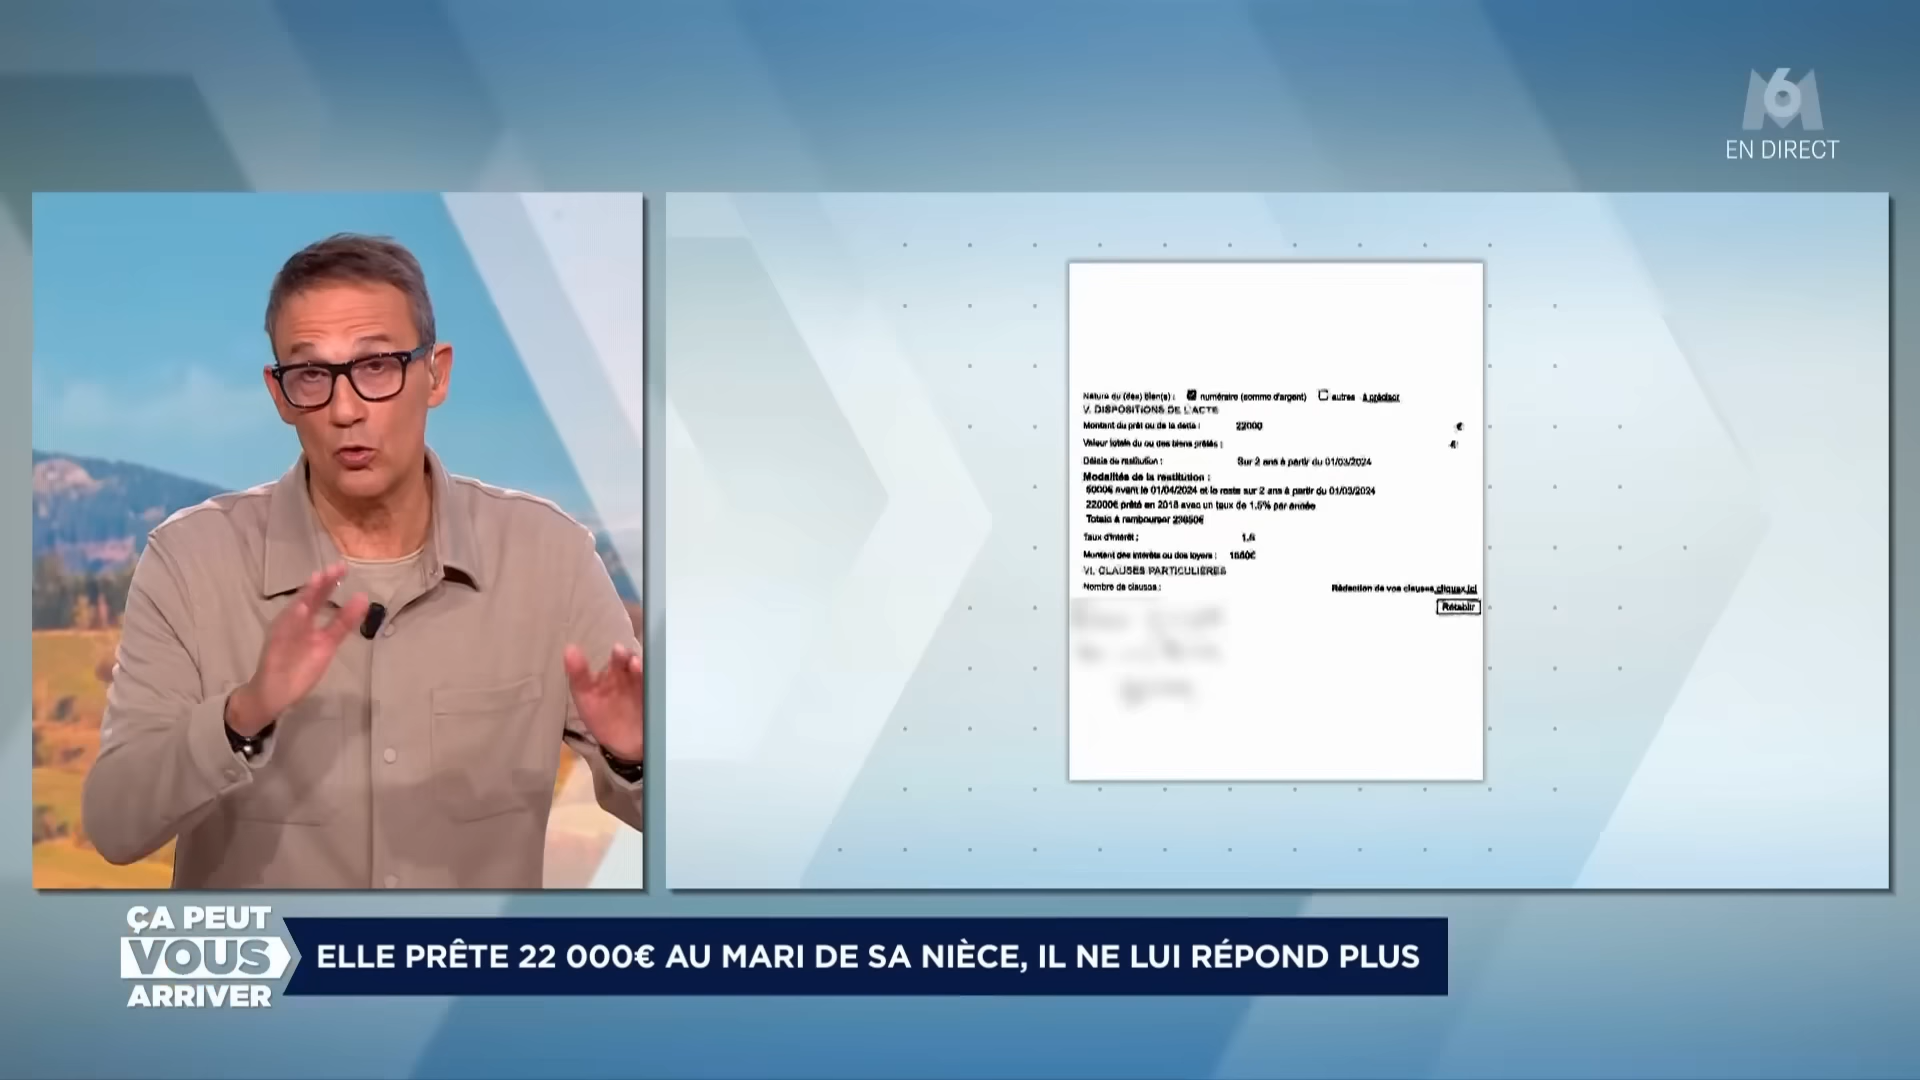 M6
EN DIRECT
Nature du (des) bien(s) : numéraire (somme d'argent) autres à préciser
V. DISPOSITIONS DE L'ACTE
Montant du prêt ou de la dette : 22000 €
Valeur totale du ou des biens prêtés : €
Délais de restitution : Sur 2 ans à partir du 01/03/2024
Modalités de la restitution :
6000€ avant le 01/04/2024 et le reste sur 2 ans à partir du 01/03/2024
22000€ prêté en 2018 avec un taux de 1.5% par année
Totale à rembourser
Taux d'intérêt :
Montant des intérêts ou des loyers :
VI. CLAUSES PARTICULIÈRES
Nombre de clauses : Rédaction de vos clauses cliquez ici
Rétablir
ÇA PEUT
VOUS
ARRIVER
ELLE PRÊTE 22 000€ AU MARI DE SA NIÈCE, IL NE LUI RÉPOND PLUS